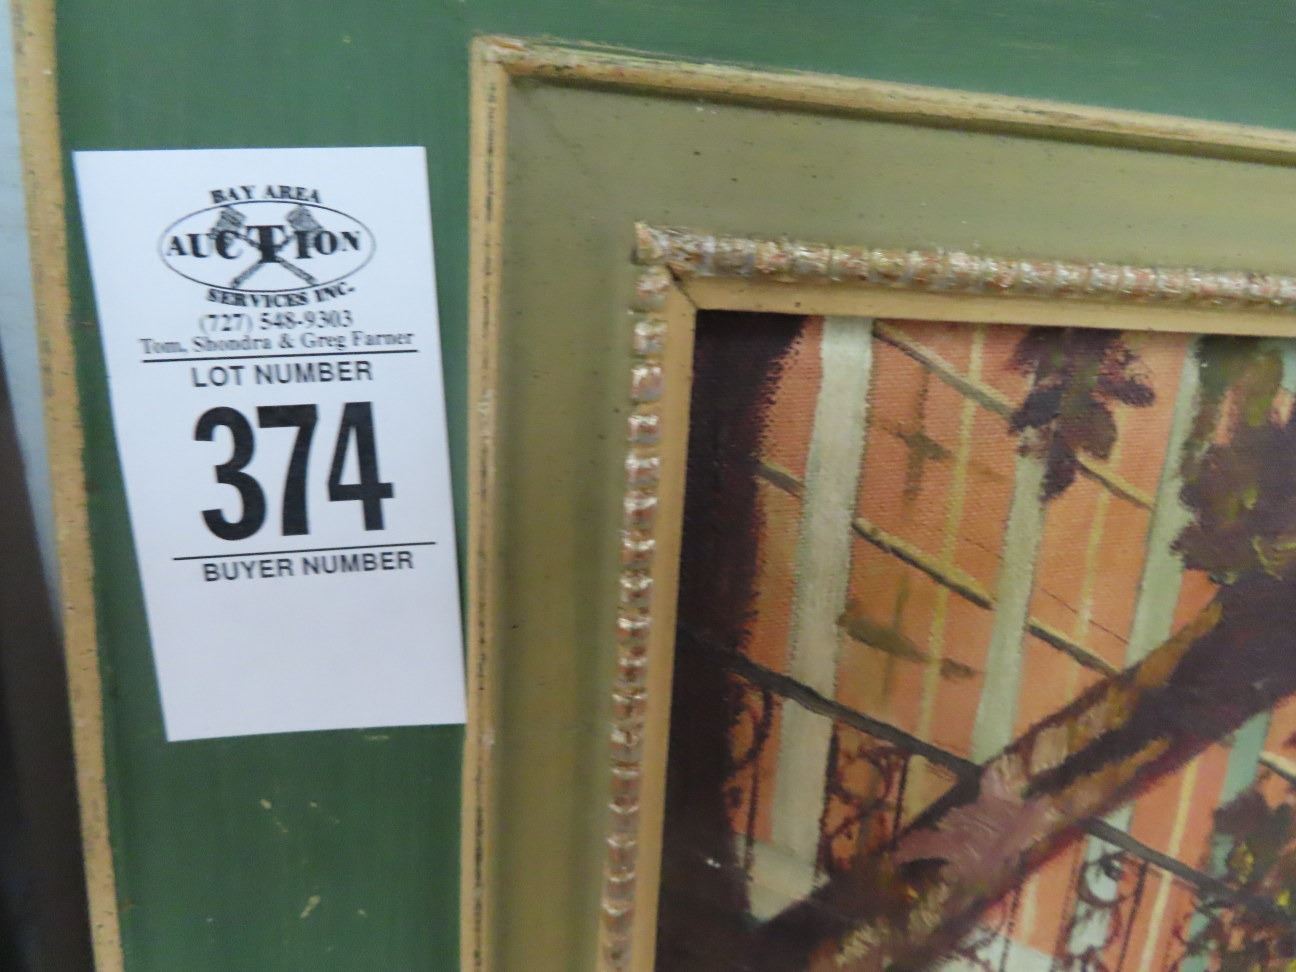 BAY AREA
AUCTION
SERVICES INC.
(727) 548-9303
Tom, Shondra & Greg Farner
LOT NUMBER
374
BUYER NUMBER